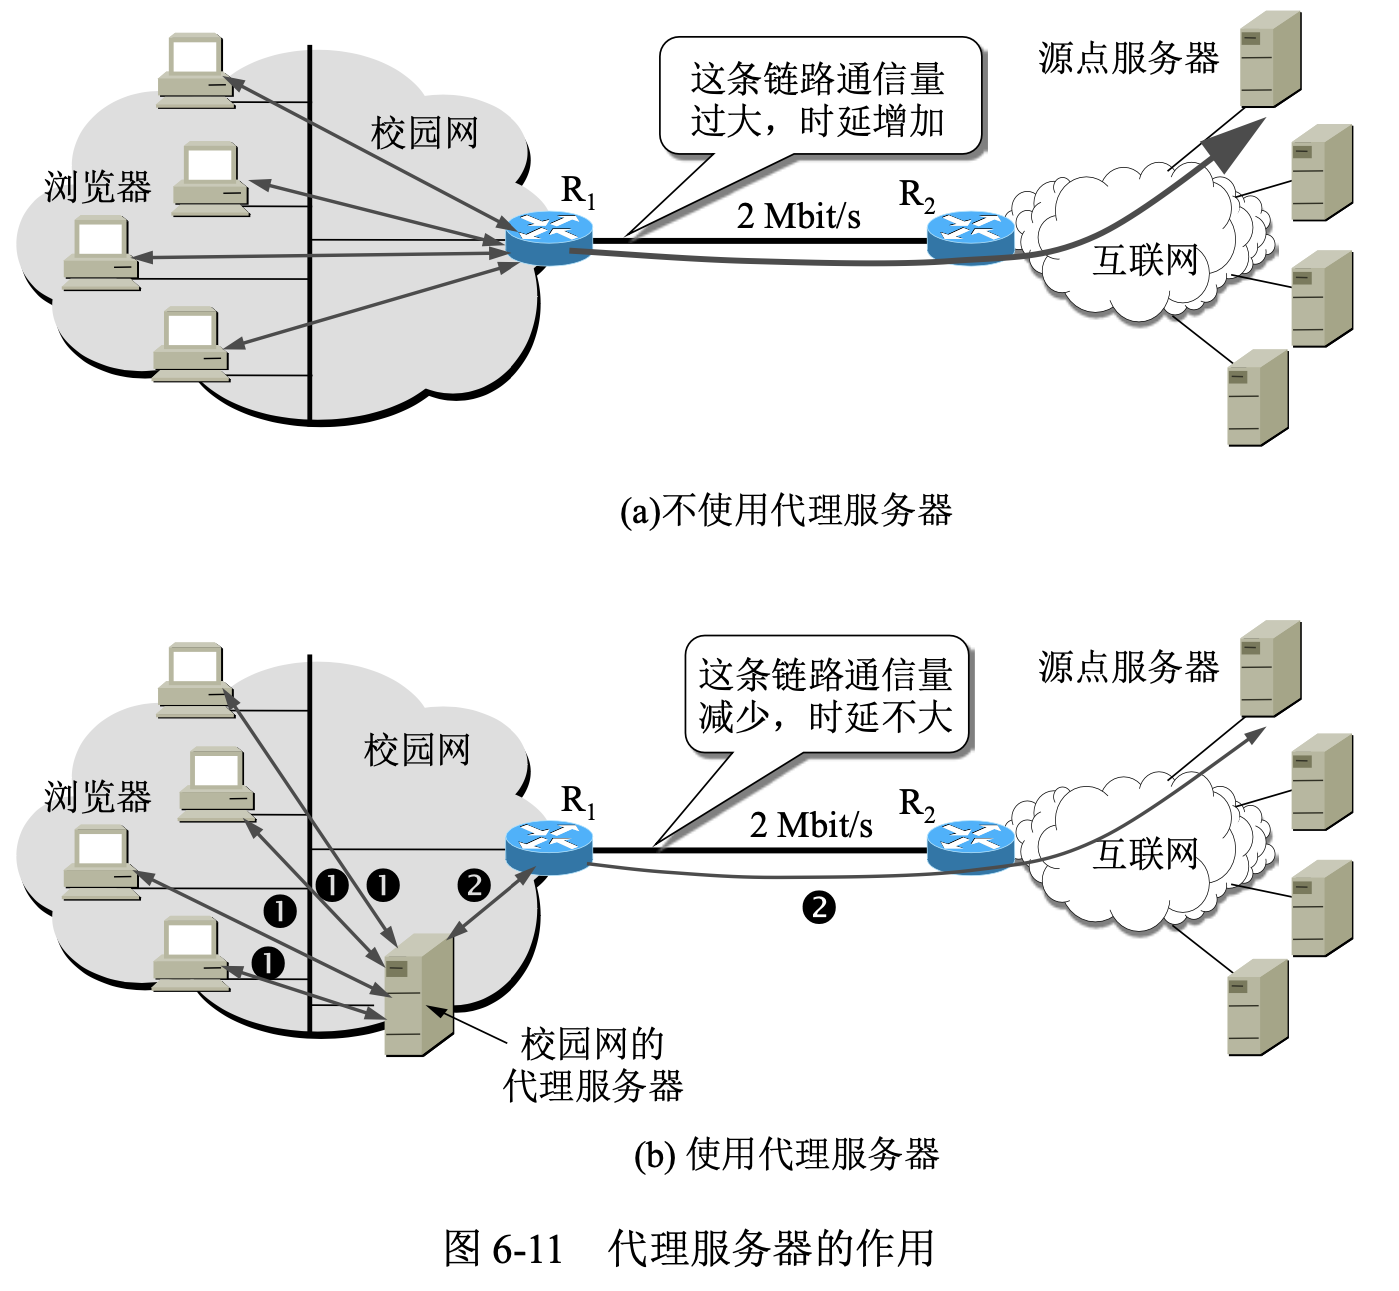 源点服务器
这条链路通信量
过大，时延增加
校园网
浏览器
R1
2 Mbit/s
R2
互联网
(a)不使用代理服务器
源点服务器
这条链路通信量
减少，时延不大
校园网
浏览器
R1
2 Mbit/s
R2
互联网
❶
❶
❷
❶
❷
❶
校园网的
代理服务器
(b) 使用代理服务器
图 6-11 代理服务器的作用